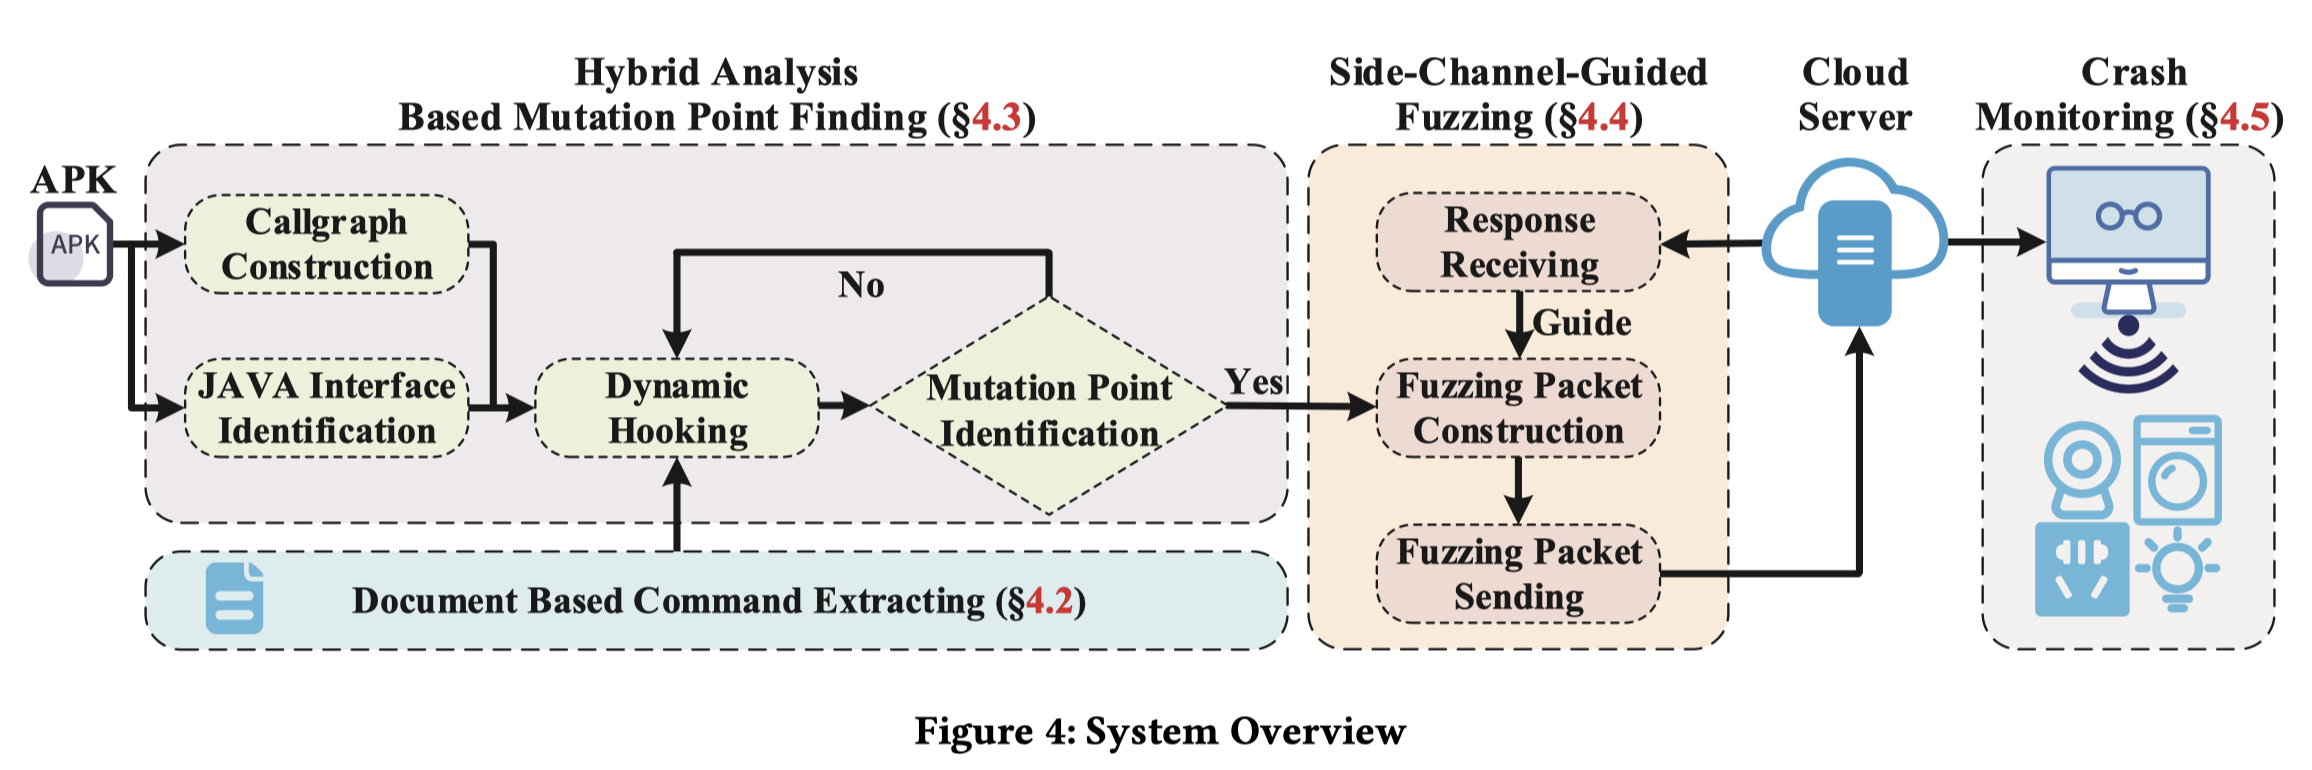 Hybrid Analysis
Based Mutation Point Finding (§4.3)
Side-Channel-Guided
Fuzzing (§4.4)
Cloud
Server
Crash
Monitoring (§4.5)
APK
APK
Callgraph
Construction
JAVA Interface
Identification
No
Dynamic
Hooking
Mutation Point
Identification
Yes
Response
Receiving
Guide
Fuzzing Packet
Construction
Fuzzing Packet
Sending
Document Based Command Extracting (§4.2)
Figure 4: System Overview